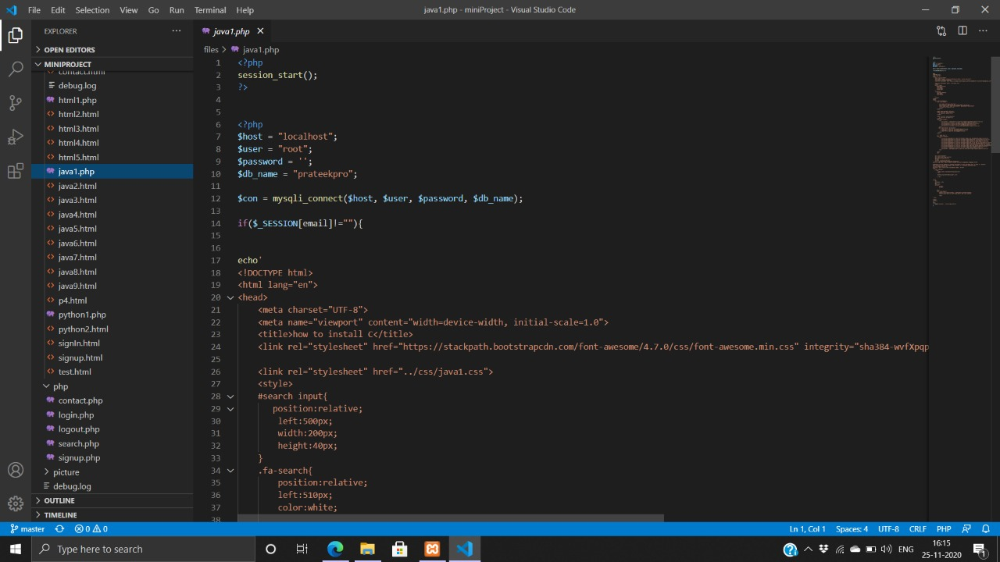 File Edit Selection View Go Run Terminal Help java1.php - miniProject - Visual Studio Code
EXPLORER
java1.php
OPEN EDITORS
MINIPROJECT
files > java1.php
contact.html
debug.log
html1.php
html2.html
html3.html
html4.html
html5.html
java1.php
java2.html
java3.html
java4.html
java5.html
java6.html
java7.html
java8.html
java9.html
p4.html
python1.php
python2.html
signIn.html
signup.html
test.html
php
contact.php
login.php
logout.php
search.php
signup.php
picture
debug.log
OUTLINE
TIMELINE
1 <?php
2 session_start();
3 ?>
4
5
6 <?php
7 $host = "localhost";
8 $user = "root";
9 $password = '';
10 $db_name = "prateekpro";
11
12 $con = mysqli_connect($host, $user, $password, $db_name);
13
14 if($_SESSION[email]!=""){
15
16
17 echo'
18 <!DOCTYPE html>
19 <html lang="en">
20 <head>
21 <meta charset="UTF-8">
22 <meta name="viewport" content="width=device-width, initial-scale=1.0">
23 <title>how to install C</title>
24 <link rel="stylesheet" href="https://stackpath.bootstrapcdn.com/font-awesome/4.7.0/css/font-awesome.min.css" integrity="sha384-wvfXpqp
25
26 <link rel="stylesheet" href="../css/java1.css">
27 <style>
28 #search input{
29 position:relative;
30 left:500px;
31 width:200px;
32 height:40px;
33 }
34 .fa-search{
35 position:relative;
36 left:510px;
37 color:white;
38
master 0 0 Ln 1, Col 1 Spaces: 4 UTF-8 CRLF PHP
Type here to search ENG 16:15
25-11-2020 1